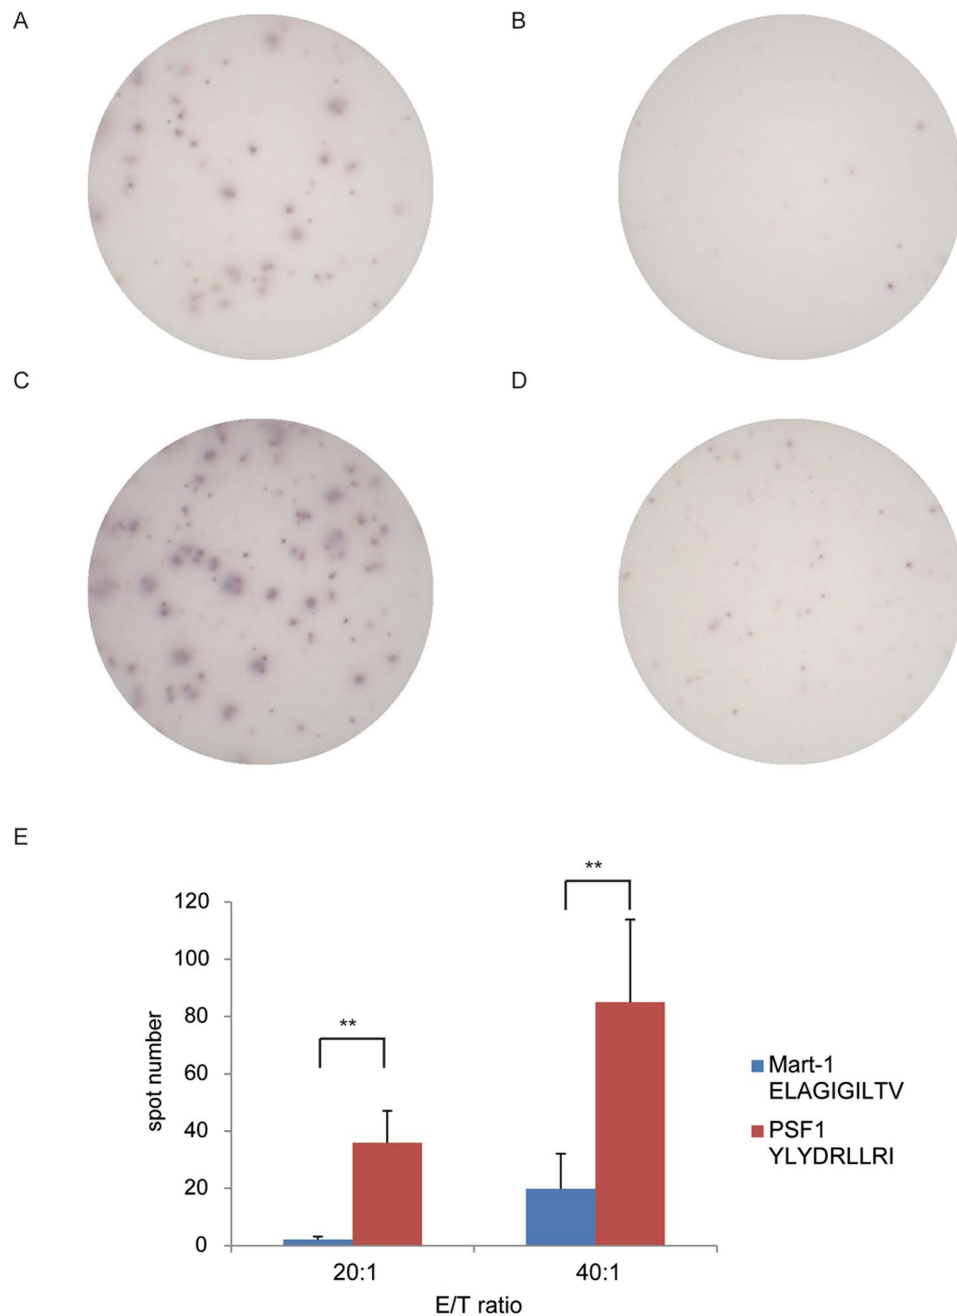 A
B
C
D
E
120
100
80
60
40
20
0
spot number
**
**
20:1
40:1
E/T ratio
Mart-1
ELAGIGILTV
PSF1
YLYDRLLRI